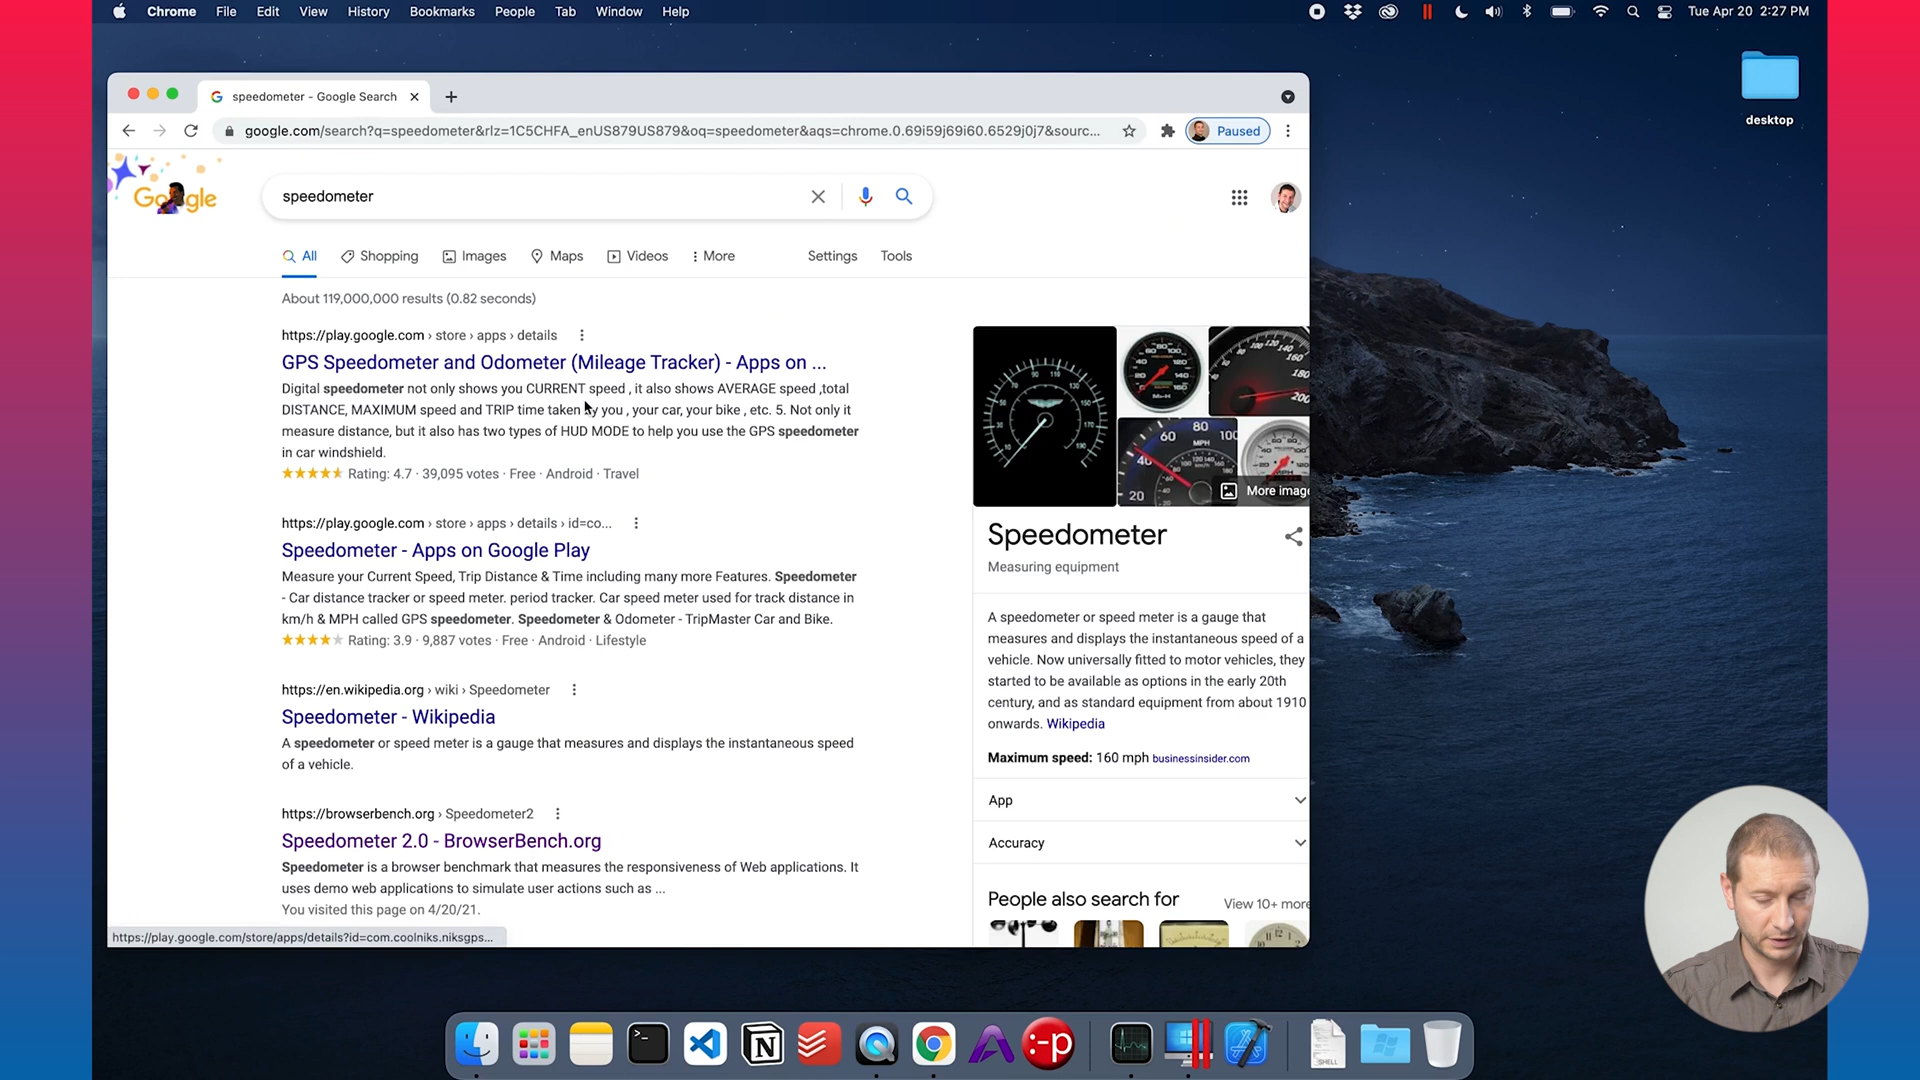 Chrome File Edit View History Bookmarks People Tab Window Help
Tue Apr 20 2:27 PM
desktop
speedometer - Google Search
google.com/search?q=speedometer&rlz=1C5CHFA_enUS879US879&oq=speedometer&aqs=chrome.0.69i59j69i60.6529j0j7&sourc...
Paused
Google
speedometer
All Shopping Images Maps Videos More Settings Tools
About 119,000,000 results (0.82 seconds)
https://play.google.com › store › apps › details
GPS Speedometer and Odometer (Mileage Tracker) - Apps on ...
Digital speedometer not only shows you CURRENT speed , it also shows AVERAGE speed ,total
DISTANCE, MAXIMUM speed and TRIP time taken by you , your car, your bike , etc. 5. Not only it
measure distance, but it also has two types of HUD MODE to help you use the GPS speedometer
in car windshield.
Rating: 4.7 · 39,095 votes · Free · Android · Travel
https://play.google.com › store › apps › details › id=co...
Speedometer - Apps on Google Play
Measure your Current Speed, Trip Distance & Time including many more Features. Speedometer
- Car distance tracker or speed meter. period tracker. Car speed meter used for track distance in
km/h & MPH called GPS speedometer. Speedometer & Odometer - TripMaster Car and Bike.
Rating: 3.9 · 9,887 votes · Free · Android · Lifestyle
https://en.wikipedia.org › wiki › Speedometer
Speedometer - Wikipedia
A speedometer or speed meter is a gauge that measures and displays the instantaneous speed
of a vehicle.
https://browserbench.org › Speedometer2
Speedometer 2.0 - BrowserBench.org
Speedometer is a browser benchmark that measures the responsiveness of Web applications. It
uses demo web applications to simulate user actions such as ...
You visited this page on 4/20/21.
https://play.google.com/store/apps/details?id=com.coolniks.niksgps...
More image
Speedometer
Measuring equipment
A speedometer or speed meter is a gauge that
measures and displays the instantaneous speed of a
vehicle. Now universally fitted to motor vehicles, they
started to be available as options in the early 20th
century, and as standard equipment from about 1910
onwards. Wikipedia
Maximum speed: 160 mph businessinsider.com
App
Accuracy
People also search for
View 10+ more
SHELL